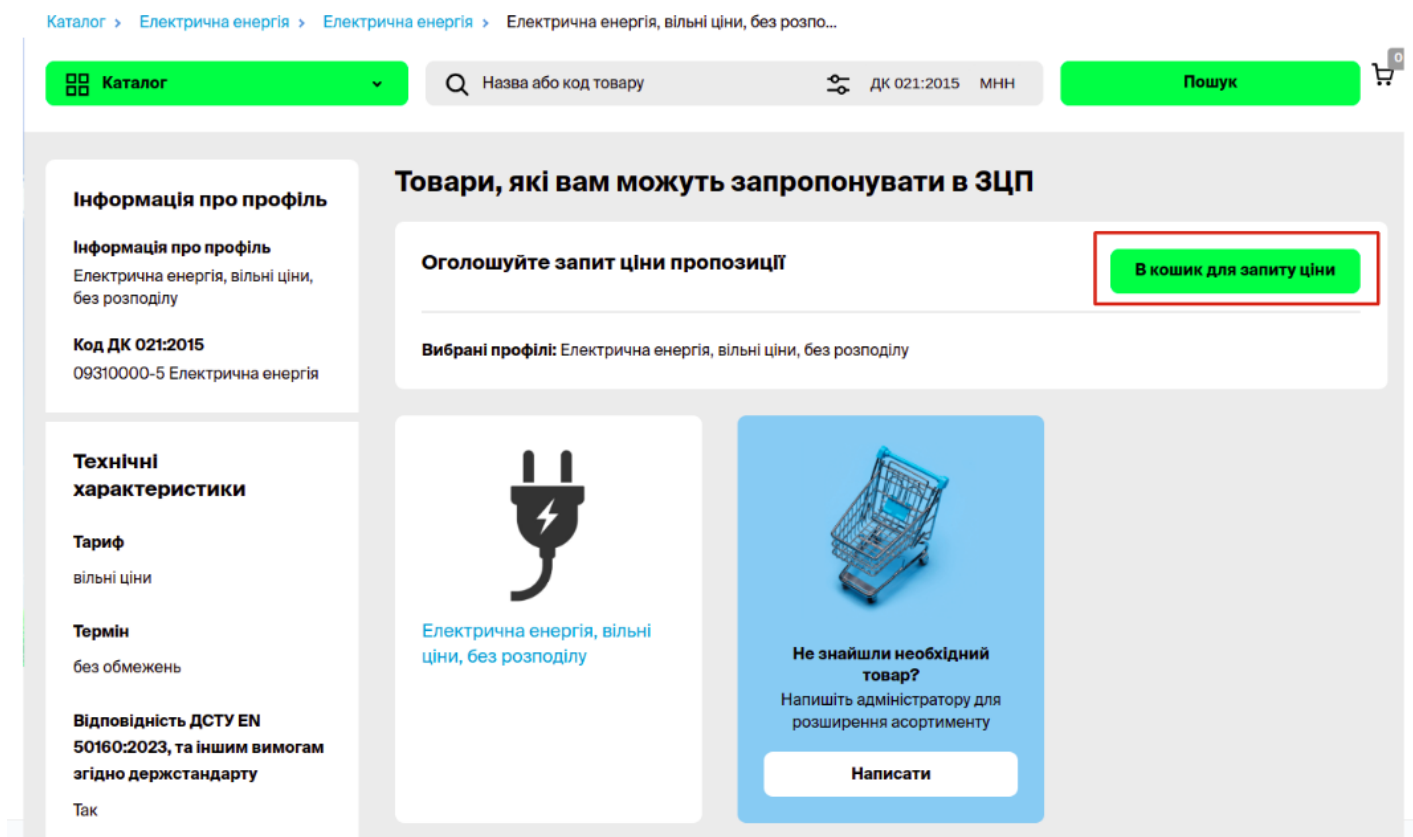 Каталог > Електрична енергія > Електрична енергія > Електрична енергія, вільні ціни, без розпо...
Каталог
Назва або код товару
ДК 021:2015 МНН
Пошук
0
Інформація про профіль
Інформація про профіль
Електрична енергія, вільні ціни,
без розподілу
Код ДК 021:2015
09310000-5 Електрична енергія
Технічні
характеристики
Тариф
вільні ціни
Термін
без обмежень
Відповідність ДСТУ EN
50160:2023, та іншим вимогам
згідно держстандарту
Так
Товари, які вам можуть запропонувати в ЗЦП
Оголошуйте запит ціни пропозиції
В кошик для запиту ціни
Вибрані профілі: Електрична енергія, вільні ціни, без розподілу
Електрична енергія, вільні
ціни, без розподілу
Не знайшли необхідний
товар?
Напишіть адміністратору для
розширення асортименту
Написати